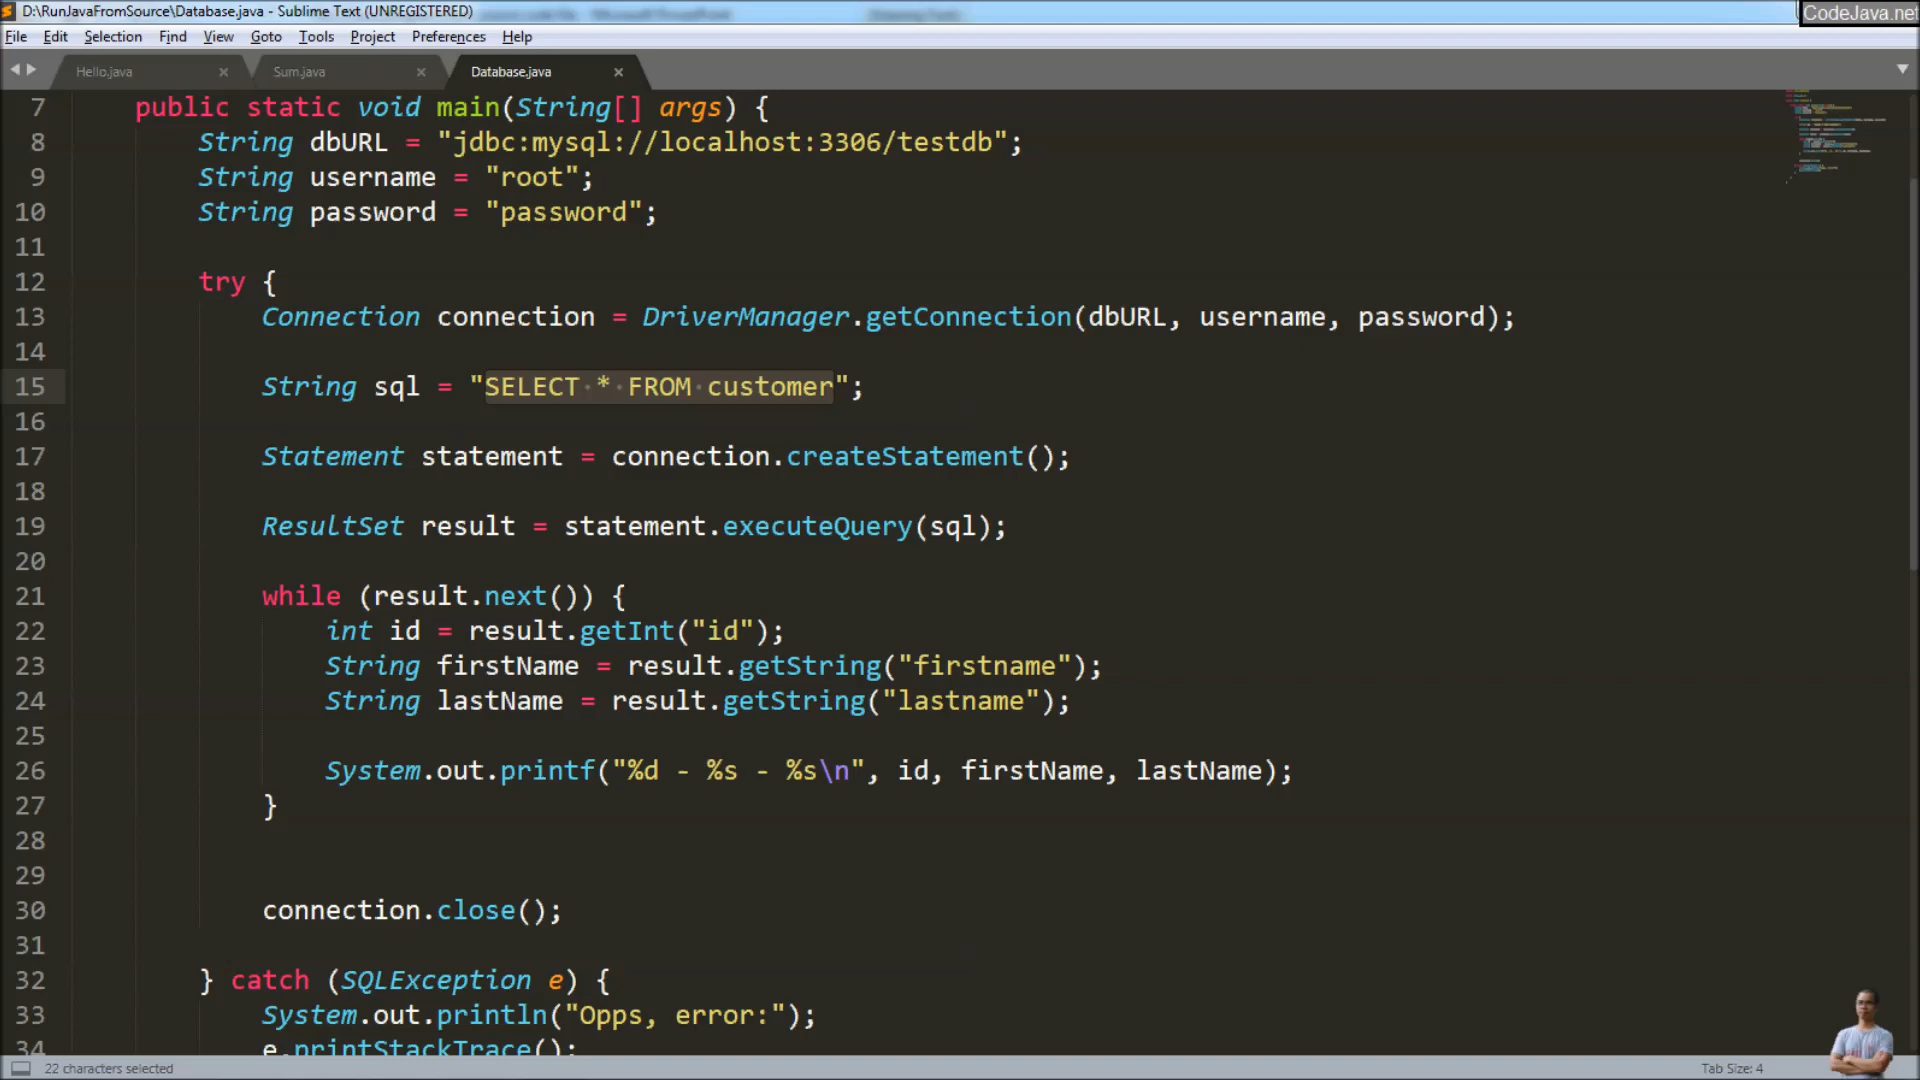 D:\RunJavaFromSource\Database.java - Sublime Text (UNREGISTERED)
CodeJava.net
File Edit Selection Find View Goto Tools Project Preferences Help
Hello.java Sum.java Database.java
7 public static void main(String[] args) {
8 String dbURL = "jdbc:mysql://localhost:3306/testdb";
9 String username = "root";
10 String password = "password";
11
12 try {
13 Connection connection = DriverManager.getConnection(dbURL, username, password);
14
15 String sql = "SELECT * FROM customer";
16
17 Statement statement = connection.createStatement();
18
19 ResultSet result = statement.executeQuery(sql);
20
21 while (result.next()) {
22 int id = result.getInt("id");
23 String firstName = result.getString("firstname");
24 String lastName = result.getString("lastname");
25
26 System.out.printf("%d - %s - %s\n", id, firstName, lastName);
27 }
28
29
30 connection.close();
31
32 } catch (SQLException e) {
33 System.out.println("Opps, error:");
34 e.printStackTrace();
22 characters selected
Tab Size: 4